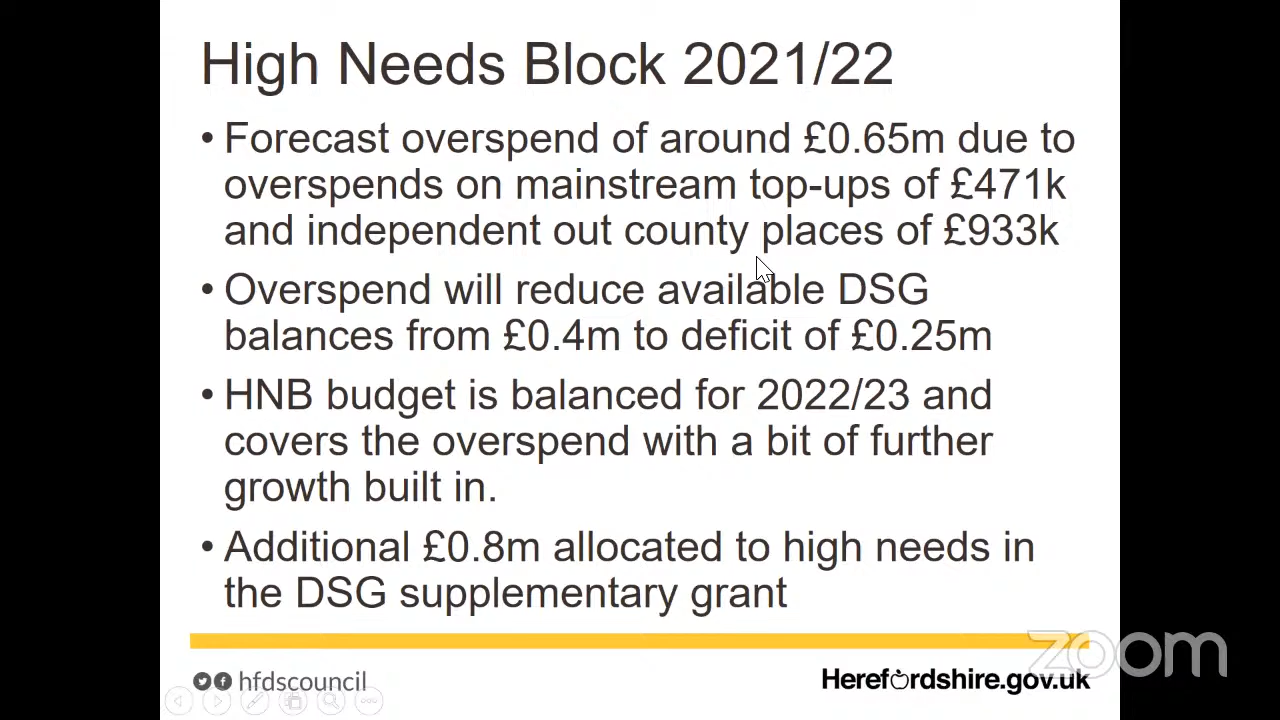 High Needs Block 2021/22
• Forecast overspend of around £0.65m due to
overspends on mainstream top-ups of £471k
and independent out county places of £933k
• Overspend will reduce available DSG
balances from £0.4m to deficit of £0.25m
• HNB budget is balanced for 2022/23 and
covers the overspend with a bit of further
growth built in.
• Additional £0.8m allocated to high needs in
the DSG supplementary grant
zoom
hfdscouncil
Herefordshire.gov.uk